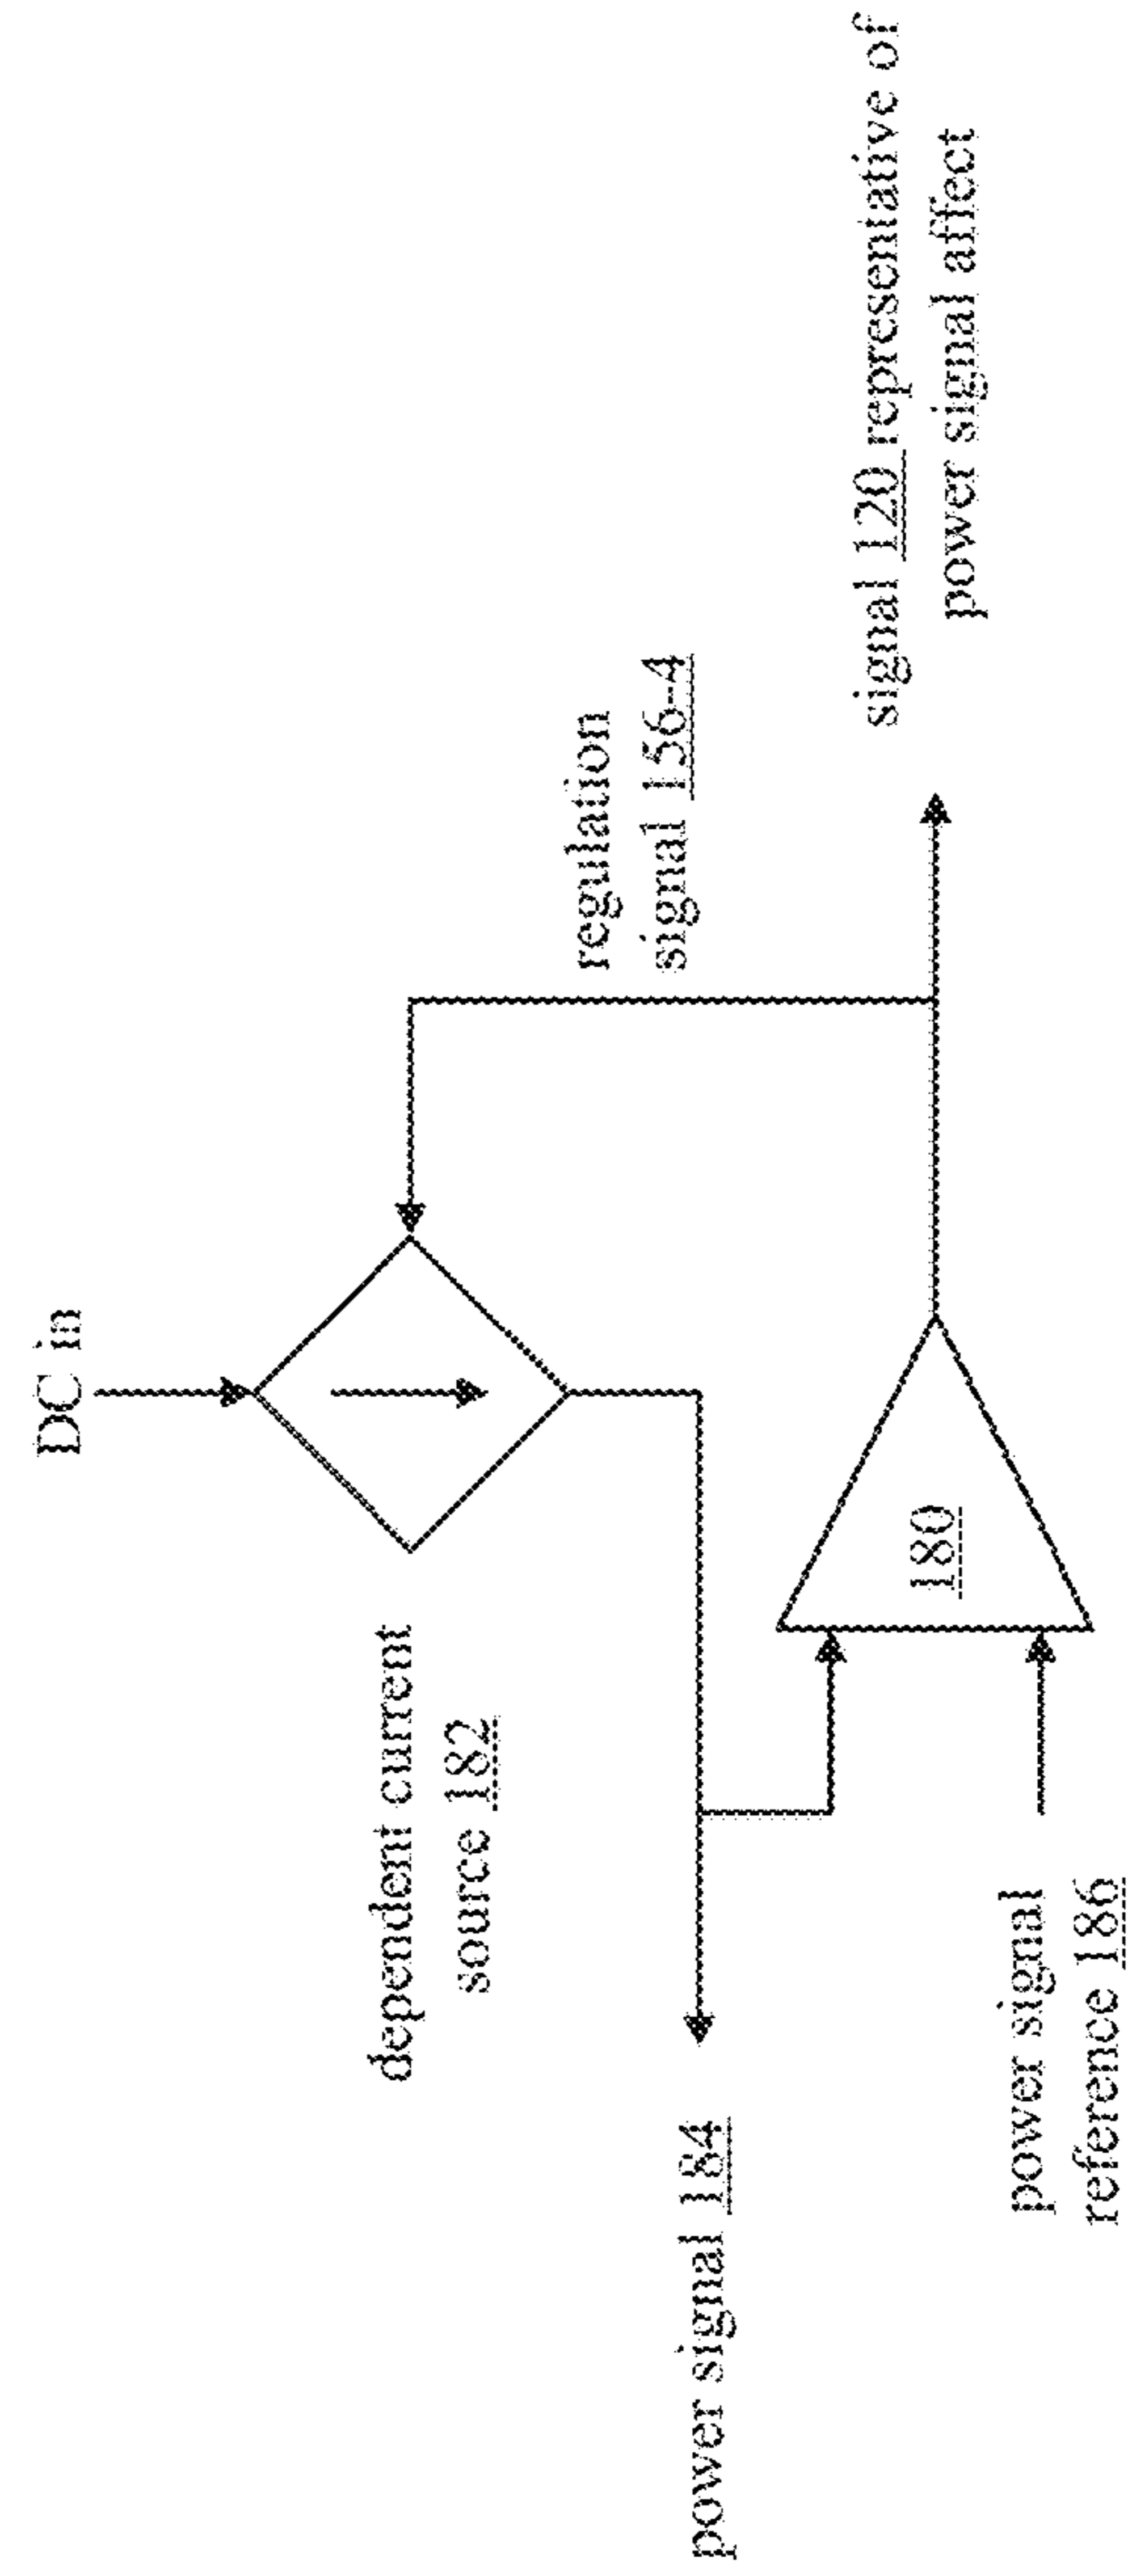 DC in
dependent current
source 182
regulation
signal 156-4
power signal 184
180
signal 120 representative of
power signal affect
power signal
reference 186